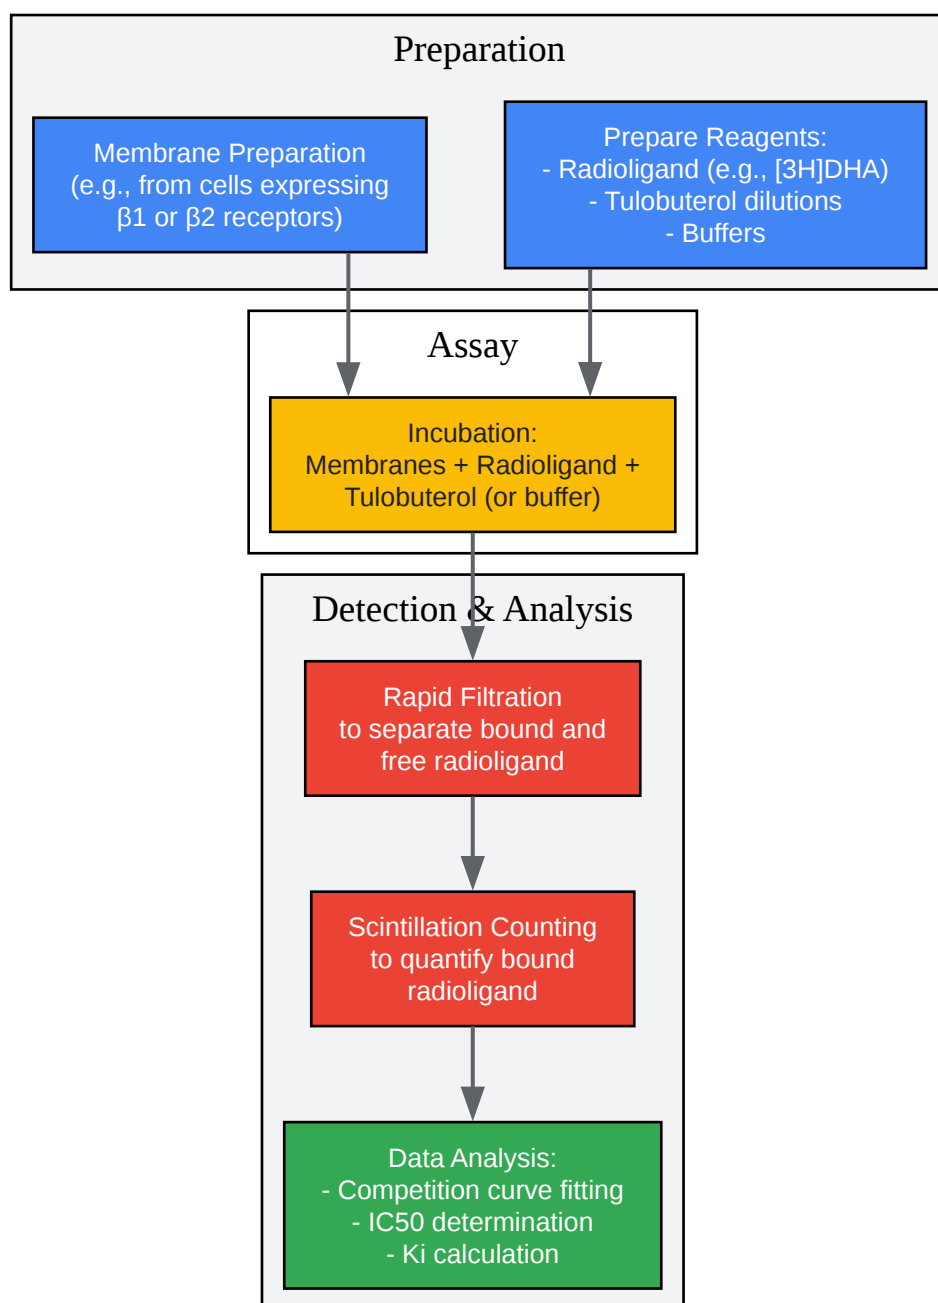 Preparation
Membrane Preparation
(e.g., from cells expressing
β1 or β2 receptors)
Prepare Reagents:
- Radioligand (e.g., [3H]DHA)
- Tulobuterol dilutions
- Buffers
Assay
Incubation:
Membranes + Radioligand +
Tulobuterol (or buffer)
Detection & Analysis
Rapid Filtration
to separate bound and
free radioligand
Scintillation Counting
to quantify bound
radioligand
Data Analysis:
- Competition curve fitting
- IC50 determination
- Ki calculation